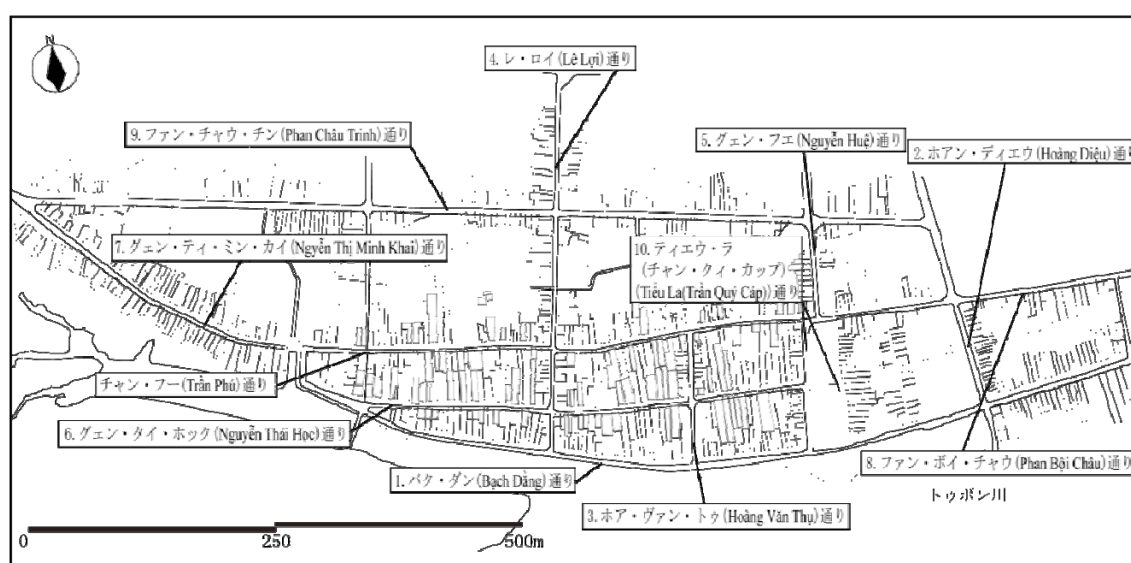 N
4. レ・ロイ(Lê Lợi)通り
9. ファン・チャウ・チン(Phan Châu Trinh)通り
5. グェン・フエ(Nguyễn Huệ)通り
2. ホアン・ディエウ(Hoàng Diệu)通り
7. グェン・ティ・ミン・カイ(Ngyễn Thị Minh Khai)通り
10. ティエウ・ラ
(チャン・クィ・カップ)
(Tiểu La(Trần Quý Cáp))通り
チャン・フー(Trần Phú)通り
6. グェン・タイ・ホック(Nguyễn Thái Học)通り
1. バク・ダン(Bạch Dằng)通り
8. ファン・ボイ・チャウ(Phan Bội Châu)通り
トゥボン川
3. ホア・ヴァン・トゥ(Hoàng Văn Thụ)通り
0 250 500m